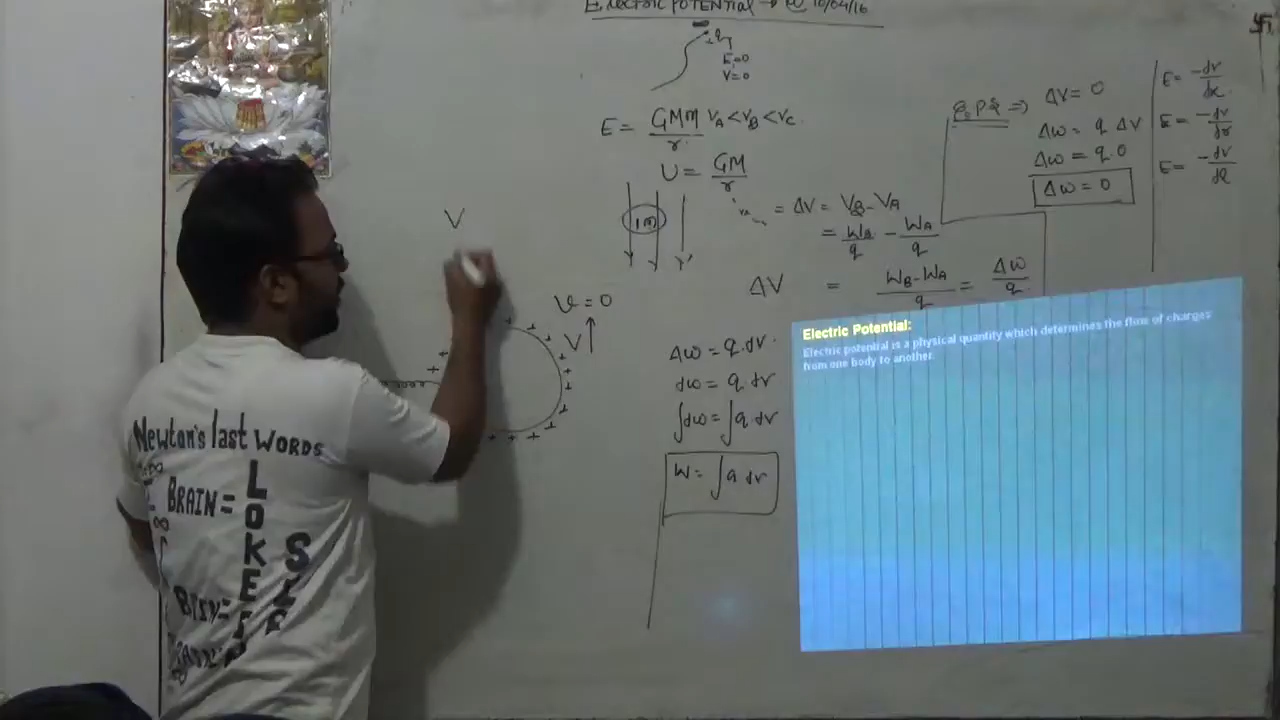 ELECTRIC POTENTIAL → @ 10/04/16
E=0
V=0
E = GMm/r VA < VB < VC
U = GM/r
= ΔV = VB - VA
= WB/q - WA/q
ΔV = WB-WA/q = ΔW/q
⇒ ΔV = 0
ΔW = q ΔV
ΔW = q.0
ΔW = 0
E = -dV/dx
E = -dV/dr
E = -dV/dl
V
V = 0
V ↑
+ + + + + + + + + +
ΔW = q.dV
dW = q dV
∫dW = ∫q.dV
W = ∫q dV
Electric Potential:
Electric potential is a physical quantity which determines the flow of charges
from one body to another.
Newton's last WORDS
BRAIN =